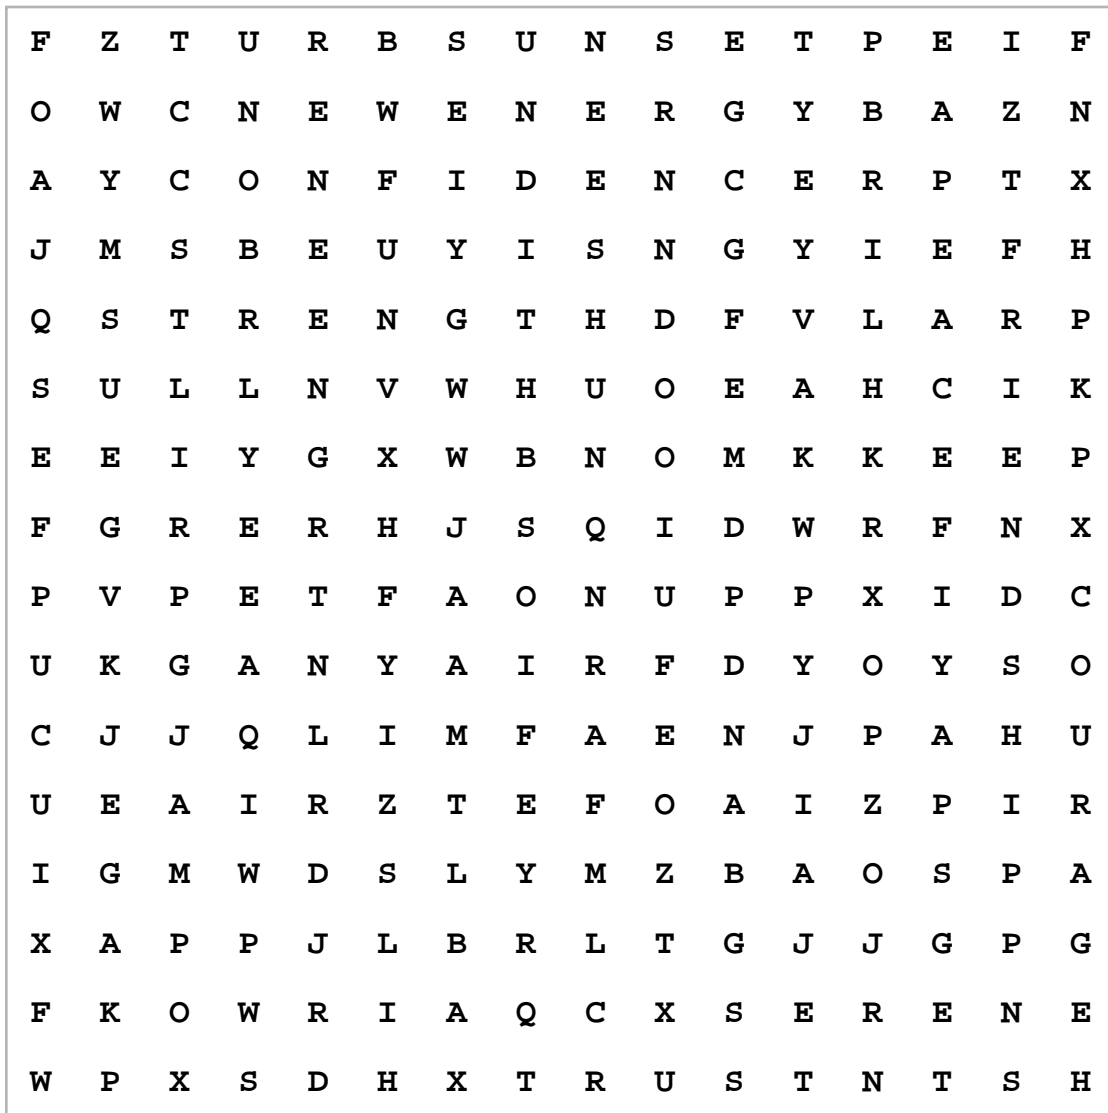 F Z T U R B S U N S E T P E I F
O W C N E W E N E R G Y B A Z N
A Y C O N F I D E N C E R P T X
J M S B E U Y I S N G Y I E F H
Q S T R E N G T H D F V L A R P
S U L L N V W H U O E A H C I K
E E I Y G X W B N O M K K E E P
F G R E R H J S Q I D W R F N X
P V P E T F A O N U P P X I D C
U K G A N Y A I R F D Y O Y S O
C J J Q L I M F A E N J P A H U
U E A I R Z T E F O A I Z P I R
I G M W D S L Y M Z B A O S P A
X A P P J L B R L T G J J G P G
F K O W R I A Q C X S E R E N E
W P X S D H X T R U S T N T S H